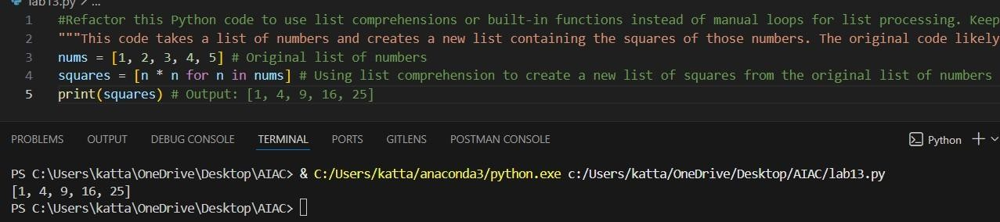 lab13.py > ...
1 #Refactor this Python code to use list comprehensions or built-in functions instead of manual loops for list processing. Keep
2 """This code takes a list of numbers and creates a new list containing the squares of those numbers. The original code likely
3 nums = [1, 2, 3, 4, 5] # Original list of numbers
4 squares = [n * n for n in nums] # Using list comprehension to create a new list of squares from the original list of numbers
5 print(squares) # Output: [1, 4, 9, 16, 25]
PROBLEMS OUTPUT DEBUG CONSOLE TERMINAL PORTS GITLENS POSTMAN CONSOLE Python
PS C:\Users\katta\OneDrive\Desktop\AIAC> & C:/Users/katta/anaconda3/python.exe c:/Users/katta/OneDrive/Desktop/AIAC/lab13.py
[1, 4, 9, 16, 25]
PS C:\Users\katta\OneDrive\Desktop\AIAC>